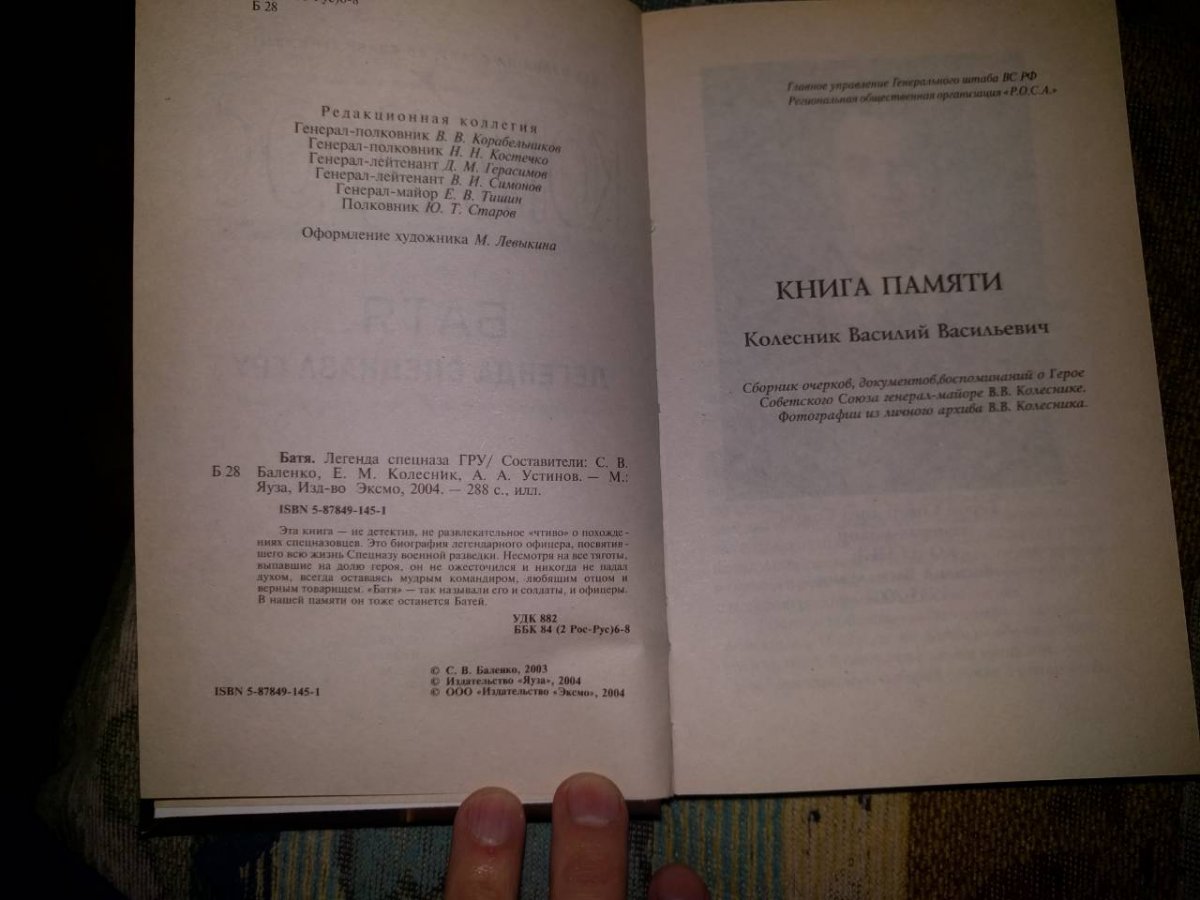 Рус)6-8
Б 28
Редакционная коллегия
Генерал-полковник В. В. Корабельников
Генерал-полковник Н. Н. Костечко
Генерал-лейтенант Д. М. Герасимов
Генерал-лейтенант В. И. Симонов
Генерал-майор Е. В. Тишин
Полковник Ю. Т. Старов
Оформление художника М. Левыкина
Батя. Легенда спецназа ГРУ/ Составители: С. В.
Б 28 Баленко, Е. М. Колесник, А. А. Устинов. — М.:
Яуза, Изд-во Эксмо, 2004. — 288 с., илл.
ISBN 5-87849-145-1
Эта книга — не детектив, не развлекательное «чтиво» о похожде-
ниях спецназовцев. Это биография легендарного офицера, посвятив-
шего всю жизнь Спецназу военной разведки. Несмотря на все тяготы,
выпавшие на долю героя, он не ожесточился и никогда не падал
духом, всегда оставаясь мудрым командиром, любящим отцом и
верным товарищем. «Батя» — так называли его и солдаты, и офицеры.
В нашей памяти он тоже останется Батей.
УДК 882
ББК 84 (2 Рос-Рус)6-8
© С. В. Баленко, 2003
© Издательство «Яуза», 2004
ISBN 5-87849-145-1 © ООО «Издательство «Эксмо», 2004
Главное управление Генерального штаба ВС РФ
Региональная общественная организация «Р.О.С.А.»
КНИГА ПАМЯТИ
Колесник Василий Васильевич
Сборник очерков, документов,воспоминаний о Герое
Советского Союза генерал-майоре В.В. Колеснике.
Фотографии из личного архива В.В. Колесника.
БАТЯ
ЛЕГЕНДА СПЕЦНАЗА ГРУ